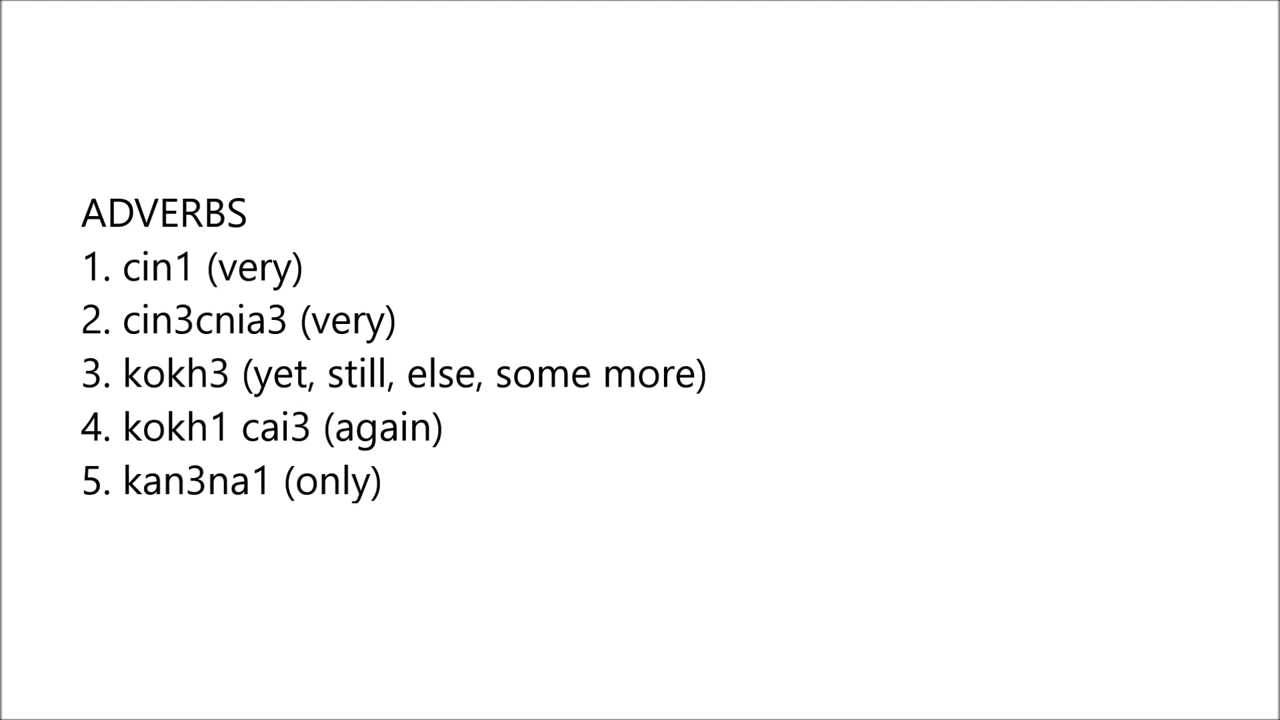 ADVERBS
1. cin1 (very)
2. cin3cnia3 (very)
3. kokh3 (yet, still, else, some more)
4. kokh1 cai3 (again)
5. kan3na1 (only)